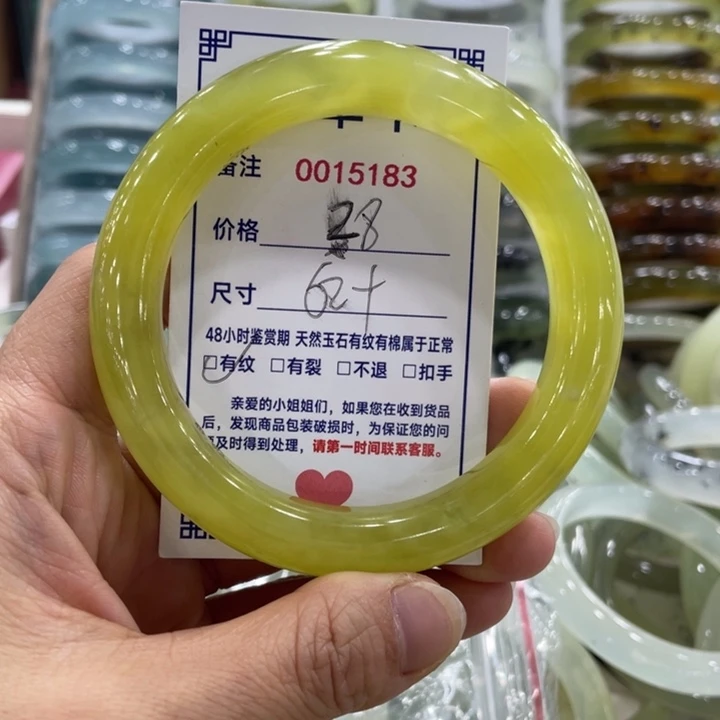 备注 0015183
价格 28
尺寸 62+
48小时鉴赏期 天然玉石有纹有棉属于正常
☑有纹 □有裂 □不退 □扣手
亲爱的小姐姐们，如果您在收到货品
后，发现商品包装破损时，为保证您的问
及时得到处理，请第一时间联系客服。